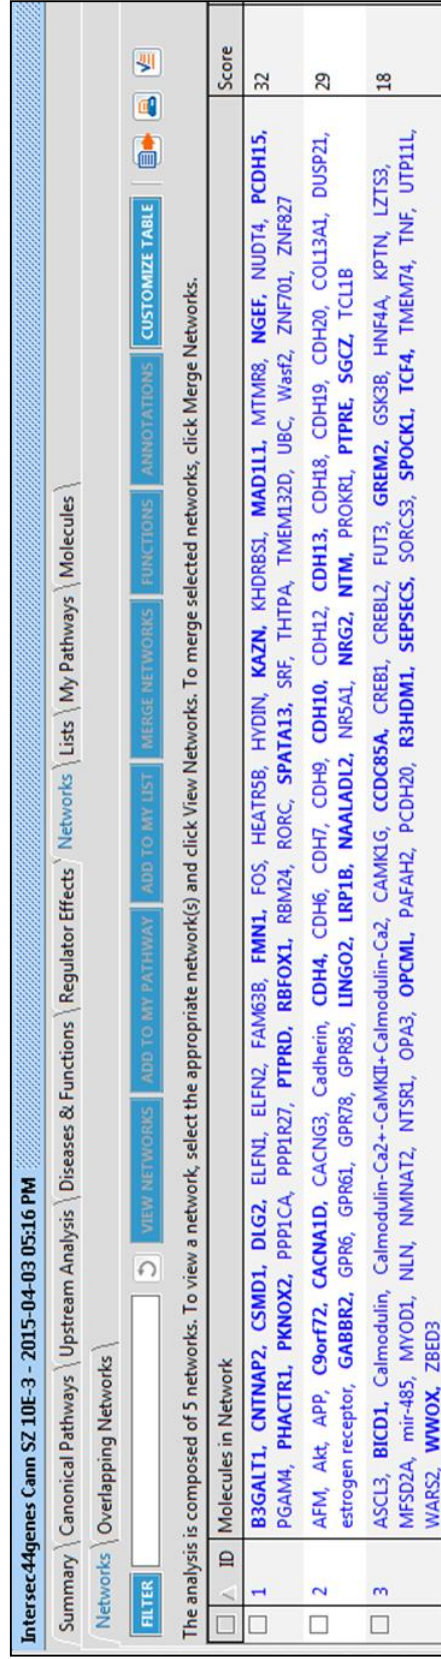 Intersec44genes Cann SZ 10E-3 - 2015-04-03 05:16 PM
Summary Canonical Pathways Upstream Analysis Diseases & Functions Regulator Effects Networks Lists My Pathways Molecules
Networks Overlapping Networks
FILTER VIEW NETWORKS ADD TO MY PATHWAY ADD TO MY LIST MERGE NETWORKS FUNCTIONS ANNOTATIONS CUSTOMIZE TABLE
The analysis is composed of 5 networks. To view a network, select the appropriate network(s) and click View Networks. To merge selected networks, click Merge Networks.
ID Molecules in Network Score
1 B3GALT1, CNTNAP2, CSMD1, DLG2, ELFN1, ELFN2, FAM63B, FMN1, FOS, HEATR5B, HYDIN, KAZN, KHDRBS1, MAD1L1, MTMR8, NGEF, NUDT4, PCDH15, 32
PGAM4, PHACTR1, PKNOX2, PPP1CA, PPP1R27, PTPRD, RBFOX1, RBM24, RORC, SPATA13, SRF, THTPA, TMEM132D, UBC, Wasf2, ZNF701, ZNF827
2 AFM, Akt, APP, C9orf72, CACNA1D, CACNG3, Cadherin, CDH4, CDH6, CDH7, CDH9, CDH10, CDH12, CDH13, CDH18, CDH19, CDH20, COL13A1, DUSP21, 29
estrogen receptor, GABBR2, GPR6, GPR61, GPR78, GPR85, LINGO2, LRP1B, NAALADL2, NR5A1, NRG2, NTM, PROKR1, PTPRE, SGCZ, TCL1B
3 ASCL3, BICD1, Calmodulin, Calmodulin-Ca2+-CaMKII+Calmodulin-Ca2, CAMK1G, CCDC85A, CREB1, CREBL2, FUT3, GREM2, GSK3B, HNF4A, KPTN, LZTS3, 18
MFSD2A, mir-485, MYOD1, NLN, NMNAT2, NTSR1, OPA3, OPCML, PAFAH2, PCDH20, R3HDM1, SEPSECS, SORCS3, SPOCK1, TCF4, TMEM74, TNF, UTP11L,
WARS2, WWOX, ZBED3